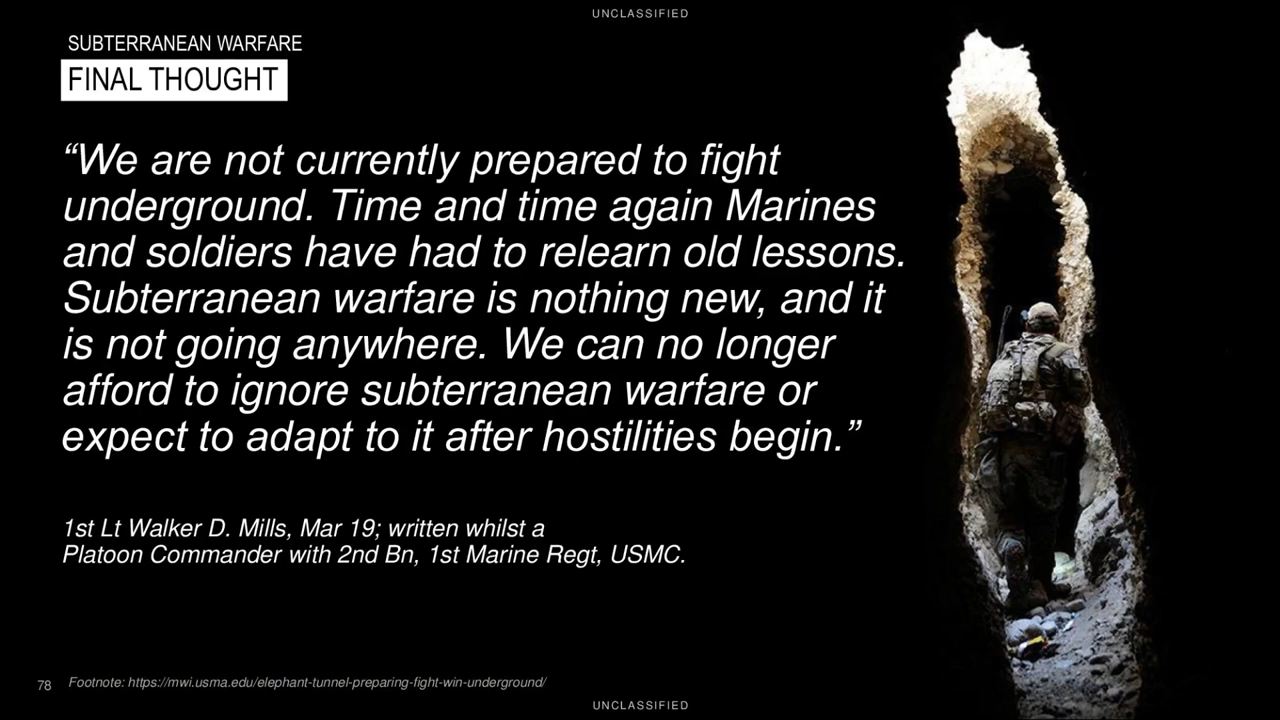 UNCLASSIFIED
SUBTERRANEAN WARFARE
FINAL THOUGHT
“We are not currently prepared to fight
underground. Time and time again Marines
and soldiers have had to relearn old lessons.
Subterranean warfare is nothing new, and it
is not going anywhere. We can no longer
afford to ignore subterranean warfare or
expect to adapt to it after hostilities begin.”
1st Lt Walker D. Mills, Mar 19; written whilst a
Platoon Commander with 2nd Bn, 1st Marine Regt, USMC.
78 Footnote: https://mwi.usma.edu/elephant-tunnel-preparing-fight-win-underground/
UNCLASSIFIED